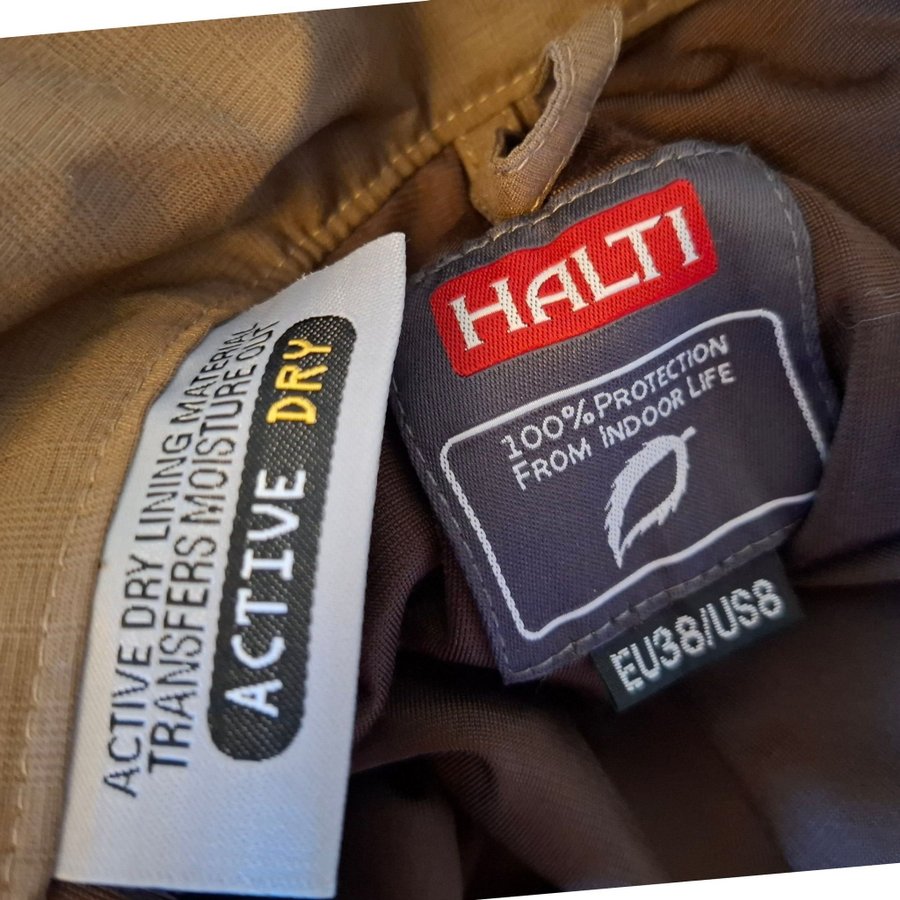 ACTIVE DRY LINING MATERIAL
TRANSFERS MOISTURE OUT
ACTIVE DRY
HALTI
100% PROTECTION
FROM INDOOR LIFE
EU38/US8